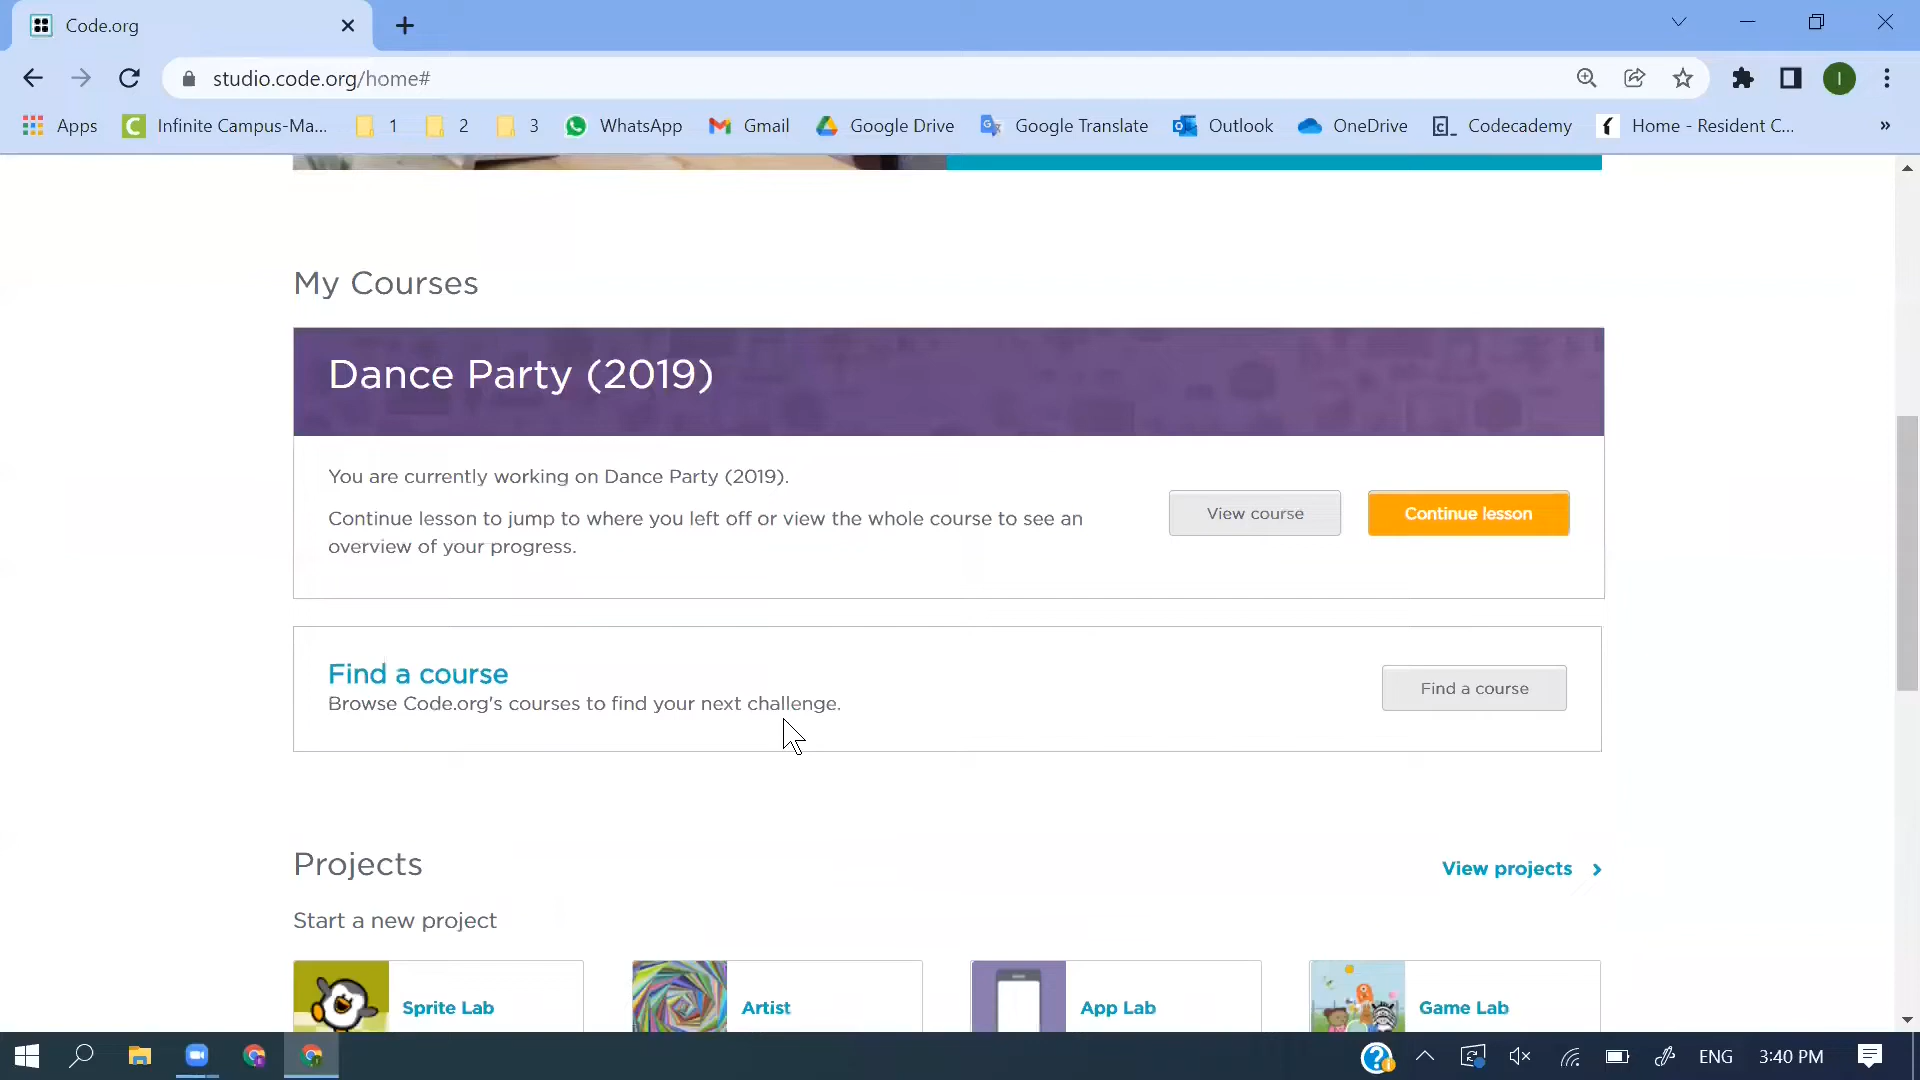 Code.org
studio.code.org/home#
Apps Infinite Campus-Ma... 1 2 3 WhatsApp Gmail Google Drive Google Translate Outlook OneDrive Codecademy Home - Resident C... »
My Courses
Dance Party (2019)
You are currently working on Dance Party (2019).
Continue lesson to jump to where you left off or view the whole course to see an
overview of your progress.
View course
Continue lesson
Find a course
Browse Code.org's courses to find your next challenge.
Find a course
Projects
View projects
Start a new project
Sprite Lab
Artist
App Lab
Game Lab
ENG 3:40 PM